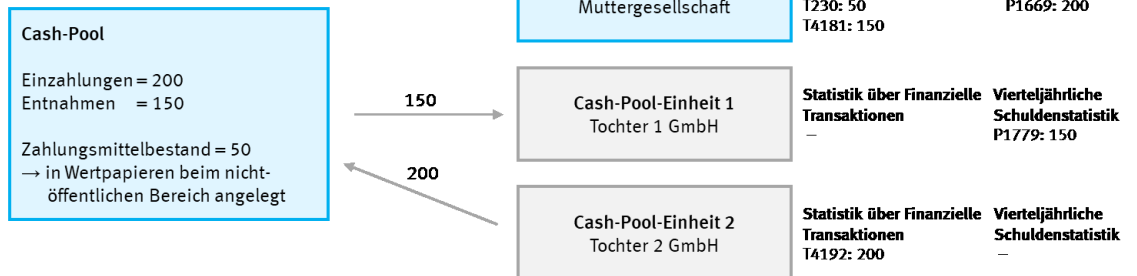 Muttergesellschaft
T230: 50
P1669: 200
T4181: 150
Cash-Pool
Einzahlungen = 200
Entnahmen = 150
Zahlungsmittelbestand = 50
→ in Wertpapieren beim nicht-
öffentlichen Bereich angelegt
150
200
Cash-Pool-Einheit 1
Tochter 1 GmbH
Statistik über Finanzielle
Transaktionen
–
Vierteljährliche
Schuldenstatistik
P1779: 150
Cash-Pool-Einheit 2
Tochter 2 GmbH
Statistik über Finanzielle
Transaktionen
T4192: 200
Vierteljährliche
Schuldenstatistik
–